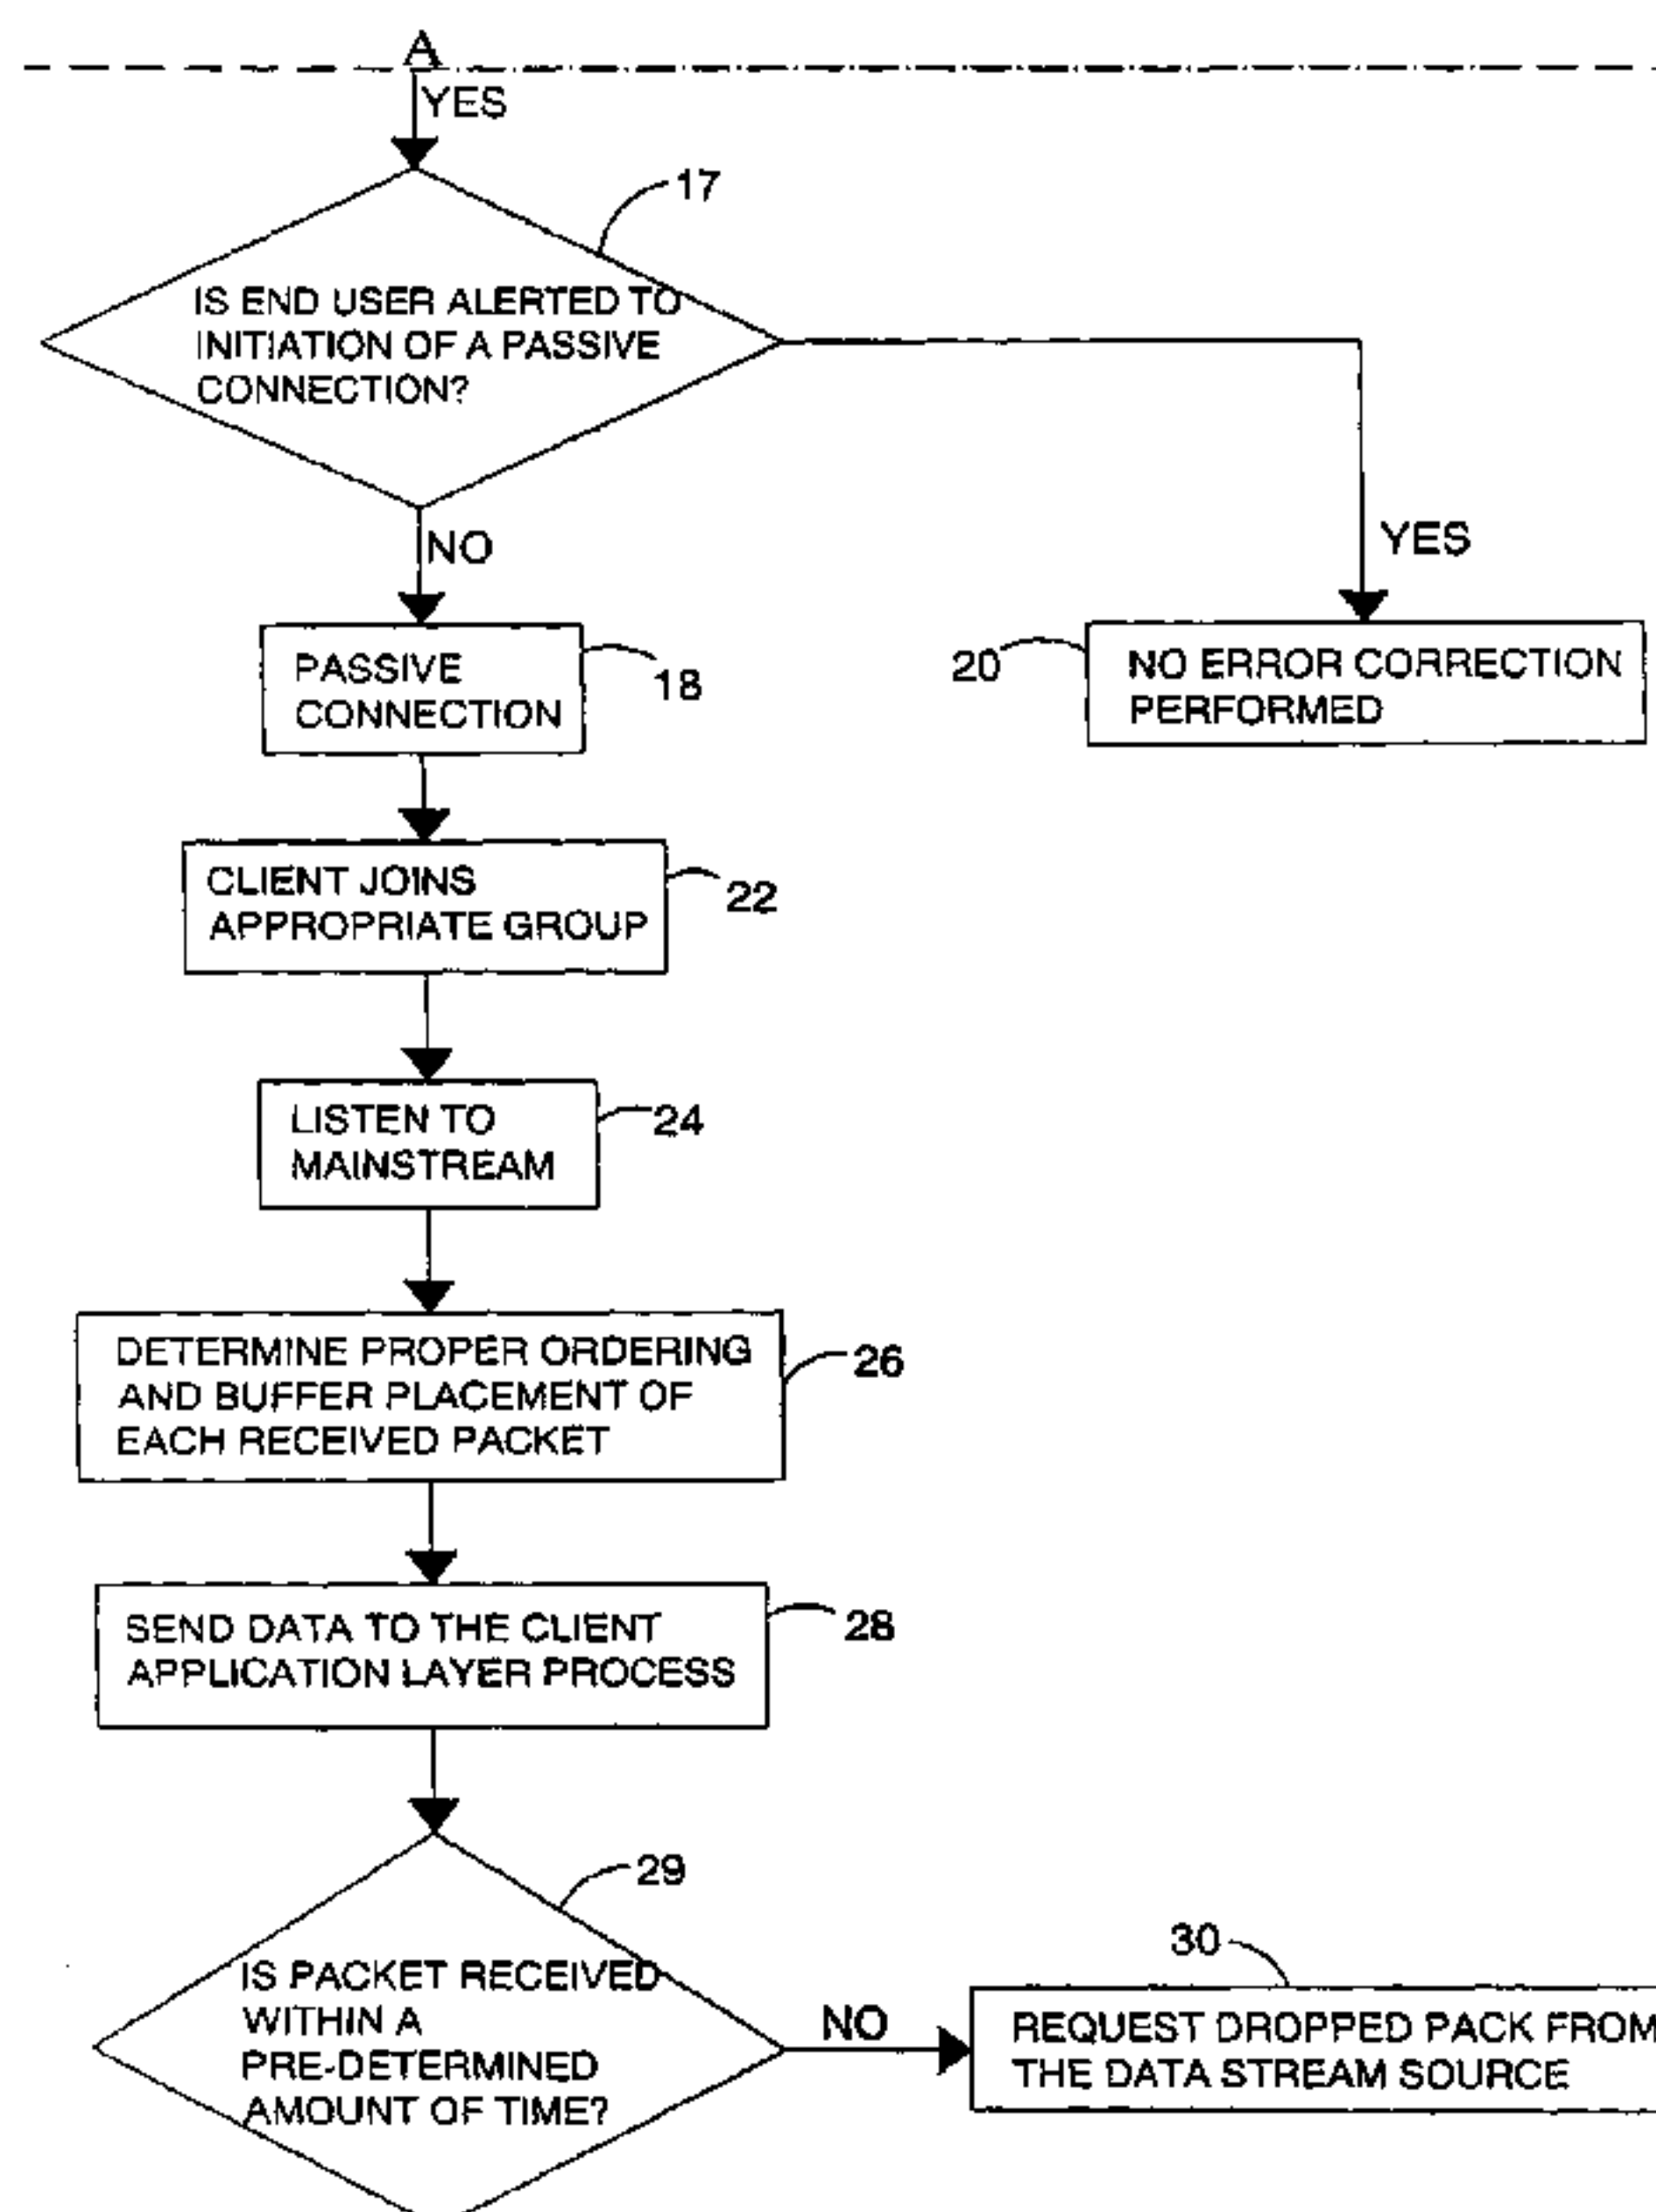 A
YES
17
IS END USER ALERTED TO
INITIATION OF A PASSIVE
CONNECTION?
NO
YES
PASSIVE
CONNECTION
18
20
NO ERROR CORRECTION
PERFORMED
CLIENT JOINS
APPROPRIATE GROUP
22
LISTEN TO
MAINSTREAM
24
DETERMINE PROPER ORDERING
AND BUFFER PLACEMENT OF
EACH RECEIVED PACKET
26
SEND DATA TO THE CLIENT
APPLICATION LAYER PROCESS
28
29
IS PACKET RECEIVED
WITHIN A
PRE-DETERMINED
AMOUNT OF TIME?
NO
30
REQUEST DROPPED PACK FROM
THE DATA STREAM SOURCE